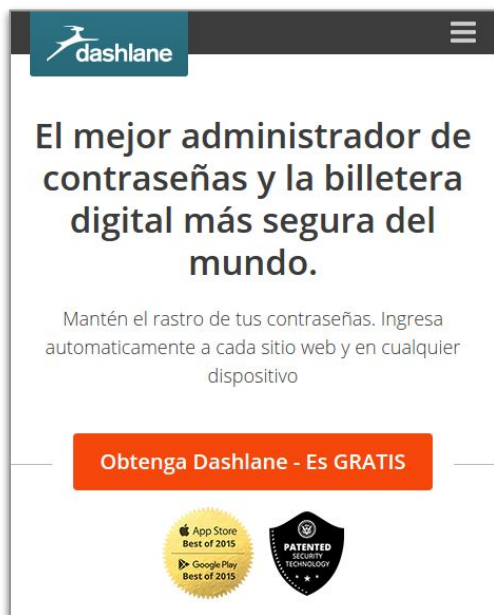 dashlane
El mejor administrador de
contraseñas y la billetera
digital más segura del
mundo.
Mantén el rastro de tus contraseñas. Ingresa
automaticamente a cada sitio web y en cualquier
dispositivo
Obtenga Dashlane - Es GRATIS
App Store
Best of 2015
Google Play
Best of 2015
PATENTED
SECURITY
TECHNOLOGY